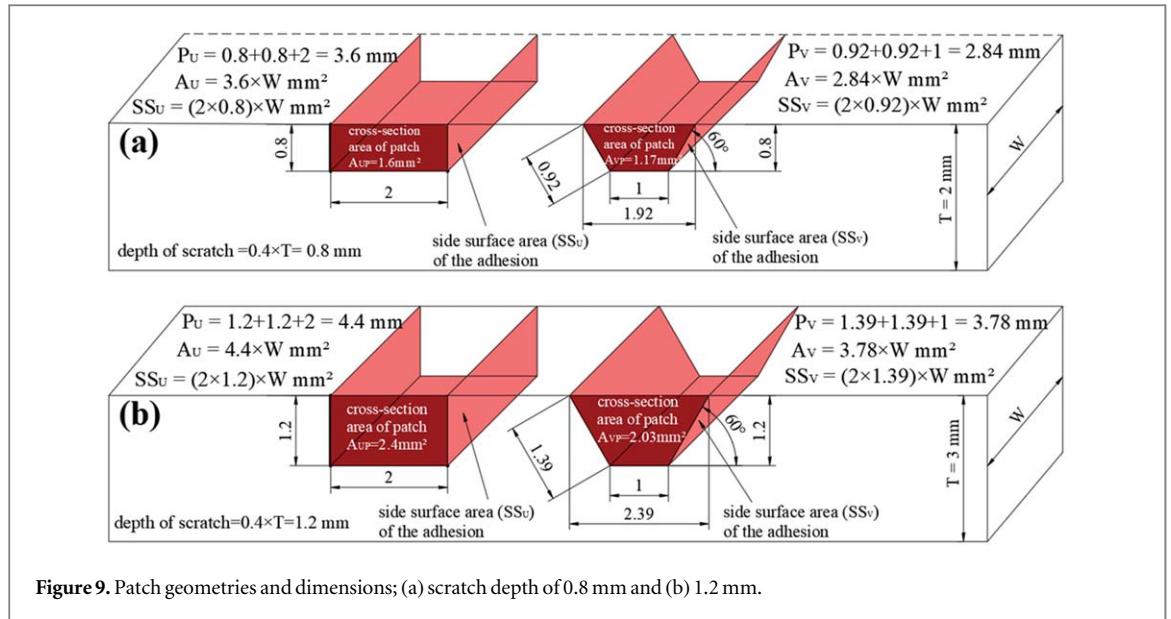 PU = 0.8+0.8+2 = 3.6 mm
AU = 3.6×W mm²
SSU = (2×0.8)×W mm²
PV = 0.92+0.92+1 = 2.84 mm
AV = 2.84×W mm²
SSV = (2×0.92)×W mm²
(a)
0.8
cross-section
area of patch
AUP=1.6mm²
2
cross-section
area of patch
AVP=1.17mm²
60°
0.8
0.92
1
1.92
W
T = 2 mm
depth of scratch =0.4×T= 0.8 mm
side surface area (SSU)
of the adhesion
side surface area (SSV)
of the adhesion
PU = 1.2+1.2+2 = 4.4 mm
AU = 4.4×W mm²
SSU = (2×1.2)×W mm²
PV = 1.39+1.39+1 = 3.78 mm
AV = 3.78×W mm²
SSV = (2×1.39)×W mm²
(b)
1.2
cross-section
area of patch
AUP=2.4mm²
2
cross-section
area of patch
AVP=2.03mm²
60°
1.2
1.39
1
2.39
W
T = 3 mm
depth of scratch=0.4×T=1.2 mm
side surface area (SSU)
of the adhesion
side surface area (SSV)
of the adhesion
Figure 9. Patch geometries and dimensions; (a) scratch depth of 0.8 mm and (b) 1.2 mm.